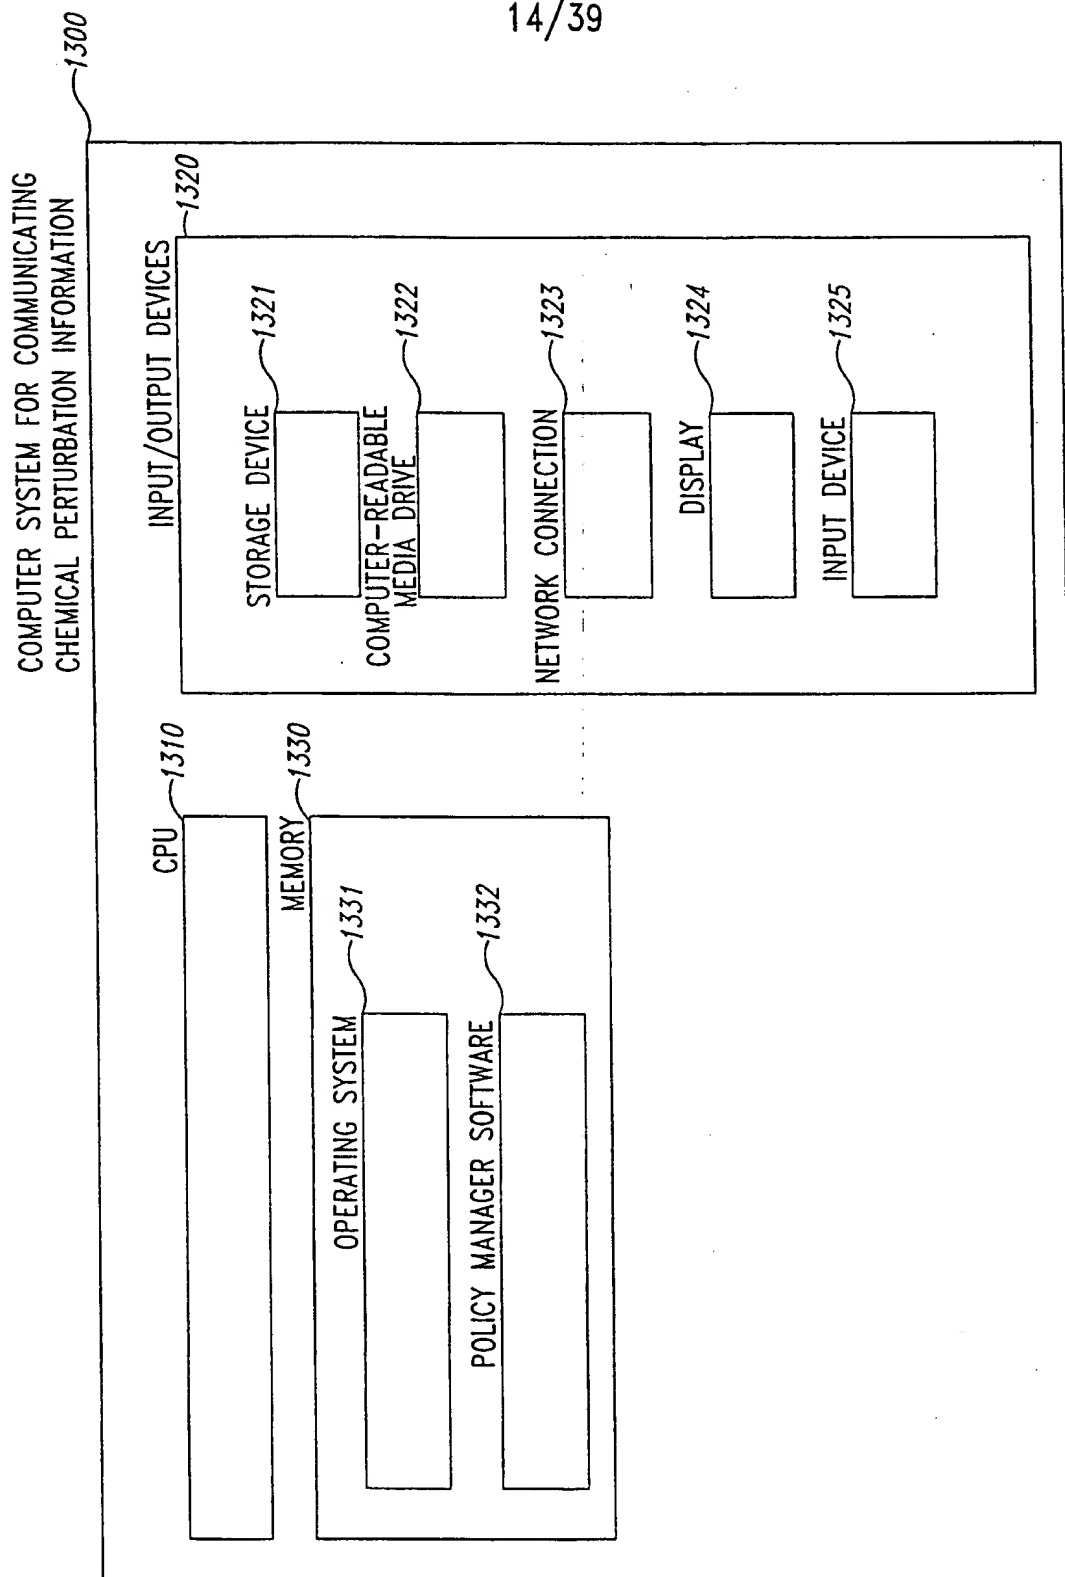 14/39
COMPUTER SYSTEM FOR COMMUNICATING
CHEMICAL PERTURBATION INFORMATION
1300
CPU
1310
MEMORY
1330
OPERATING SYSTEM
1331
POLICY MANAGER SOFTWARE
1332
INPUT/OUTPUT DEVICES
1320
STORAGE DEVICE
1321
COMPUTER-READABLE
MEDIA DRIVE
1322
NETWORK CONNECTION
1323
DISPLAY
1324
INPUT DEVICE
1325